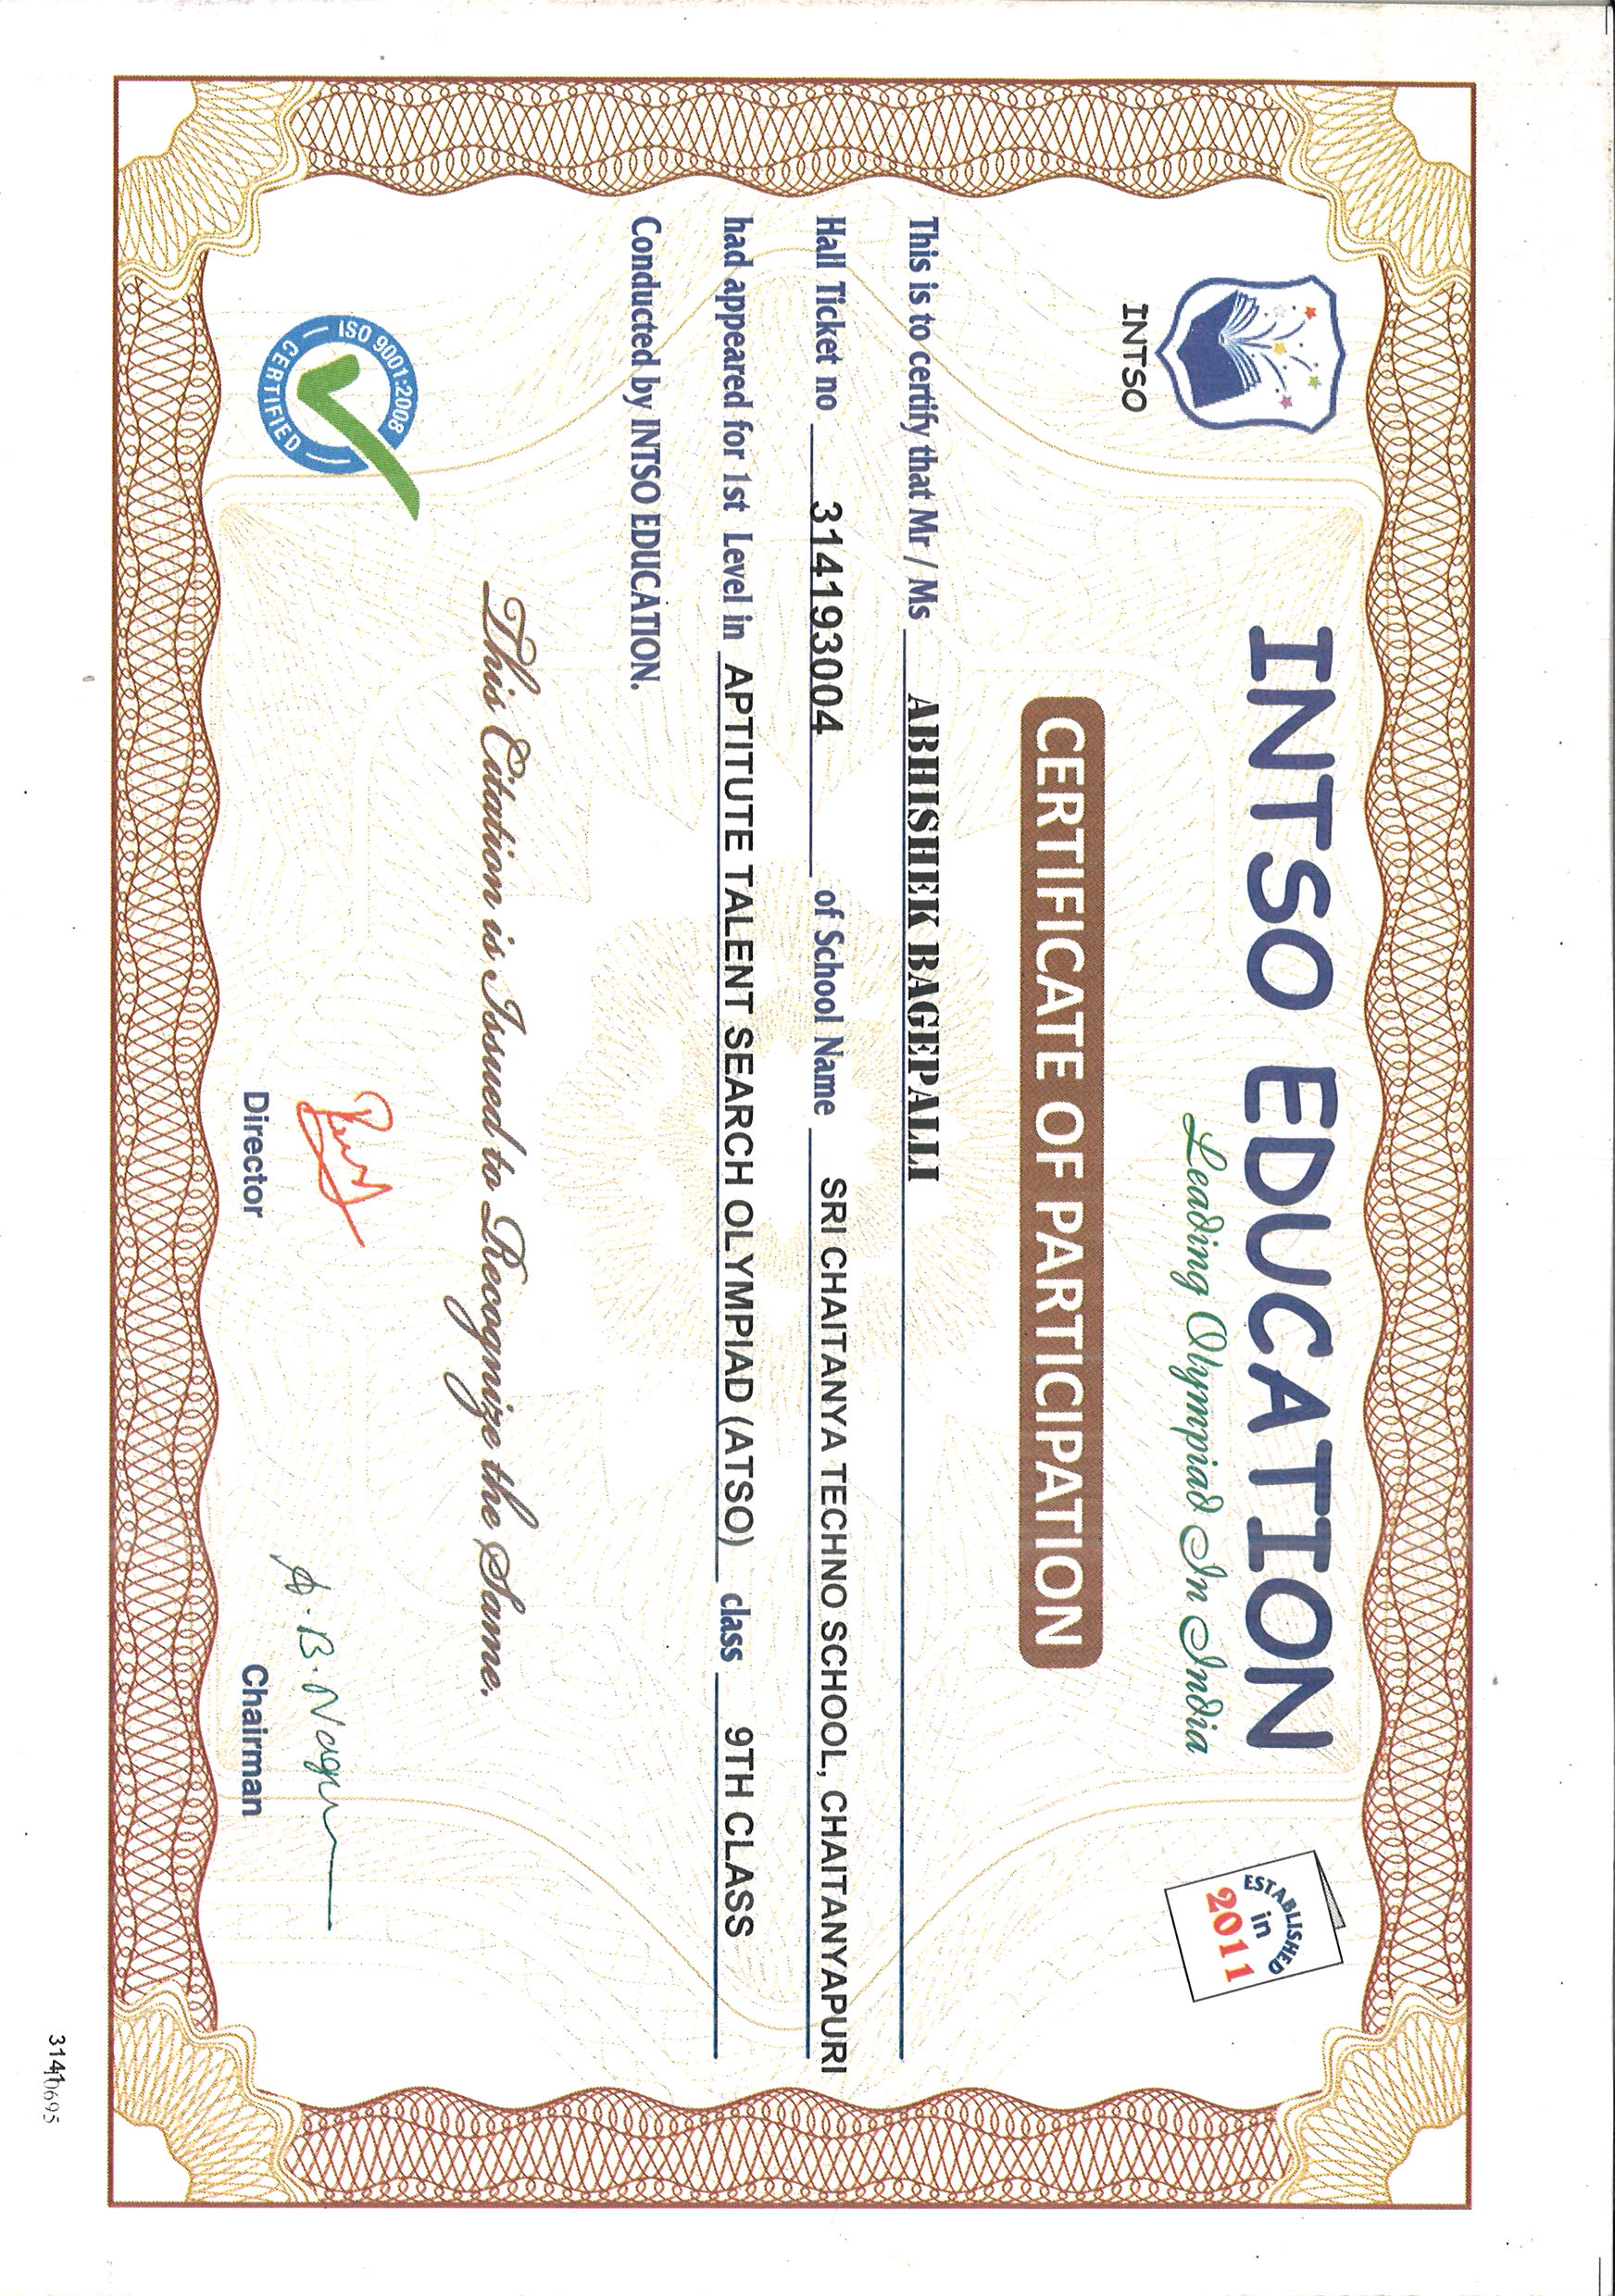 INTSO EDUCATION
Leading Olympiad In India
INTSO
ESTABLISHED
in
2011
CERTIFICATE OF PARTICIPATION
This is to certify that Mr / Ms ABHISHEK BAGEPALLI
Hall Ticket no 314193004 of School Name SRI CHAITANYA TECHNO SCHOOL, CHAITANYAPURI
had appeared for 1st Level in APTITUTE TALENT SEARCH OLYMPIAD (ATSO) class 9TH CLASS
Conducted by INTSO EDUCATION.
This Citation is Issued to Recognize the Same.
ISO 9001:2008
CERTIFIED
A. B. Nagu
Director
Chairman